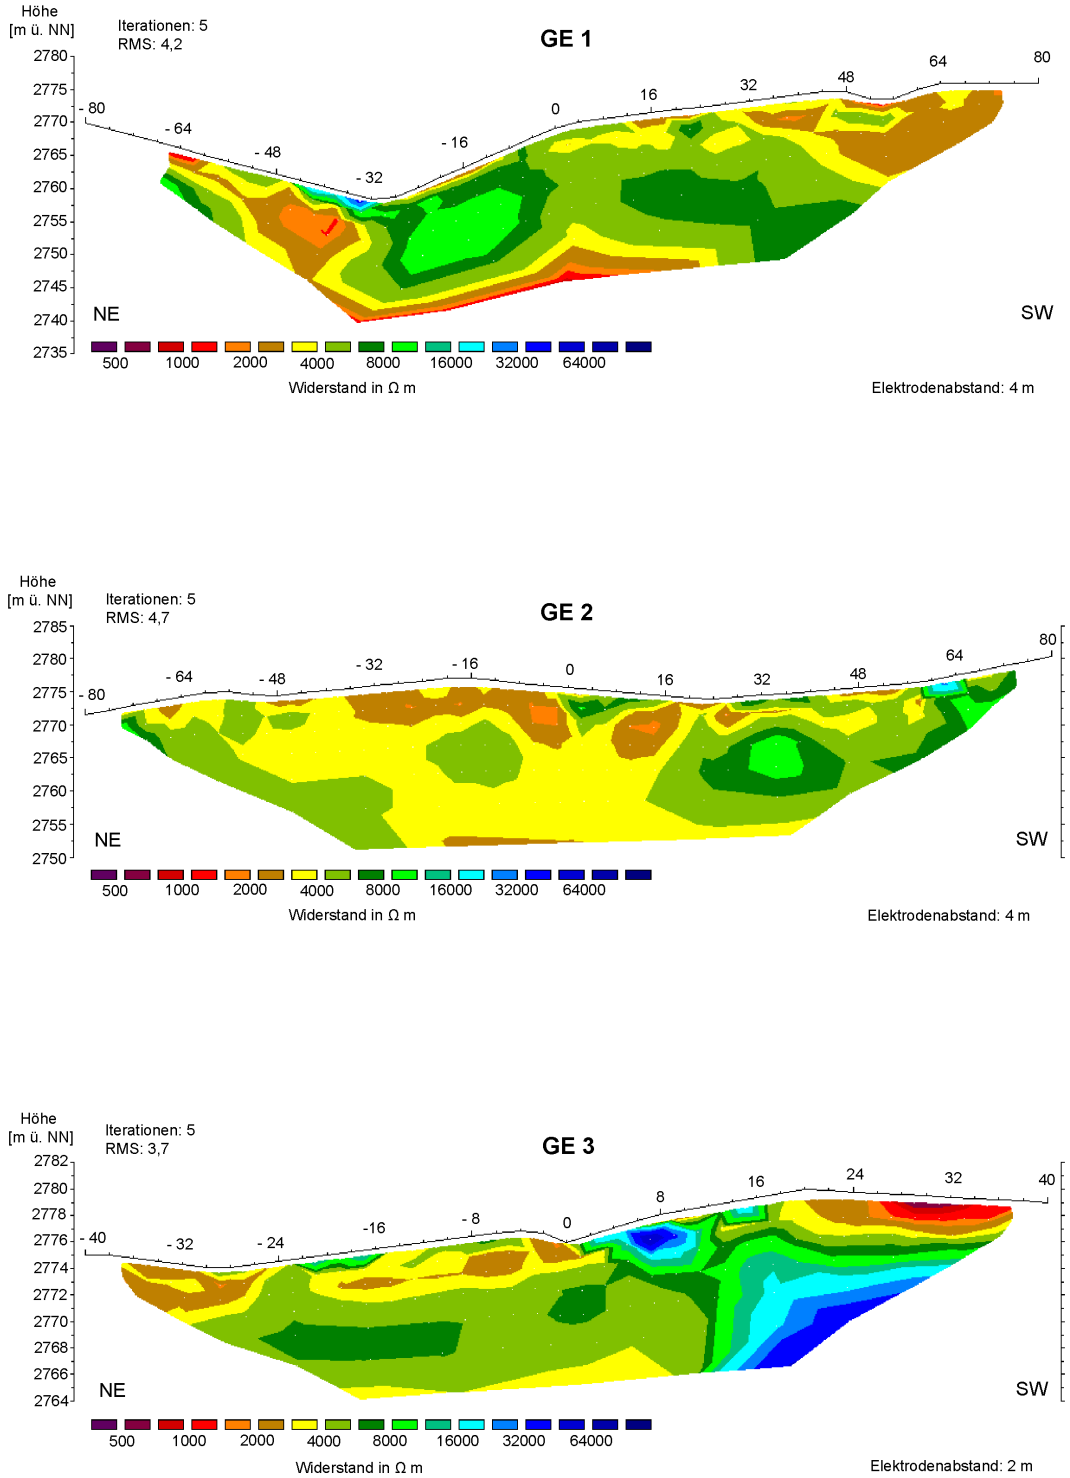 Höhe
[m ü. NN]
Iterationen: 5
RMS: 4,2
GE 1
2780
2775
2770
2765
2760
2755
2750
2745
2740
2735
- 80
- 64
- 48
- 32
- 16
0
16
32
48
64
80
NE
SW
500 1000 2000 4000 8000 16000 32000 64000
Widerstand in Ω m
Elektrodenabstand: 4 m
Höhe
[m ü. NN]
Iterationen: 5
RMS: 4,7
GE 2
2785
2780
2775
2770
2765
2760
2755
2750
- 80
- 64
- 48
- 32
- 16
0
16
32
48
64
80
NE
SW
500 1000 2000 4000 8000 16000 32000 64000
Widerstand in Ω m
Elektrodenabstand: 4 m
Höhe
[m ü. NN]
Iterationen: 5
RMS: 3,7
GE 3
2782
2780
2778
2776
2774
2772
2770
2768
2766
2764
- 40
- 32
- 24
-16
- 8
0
8
16
24
32
40
NE
SW
500 1000 2000 4000 8000 16000 32000 64000
Widerstand in Ω m
Elektrodenabstand: 2 m